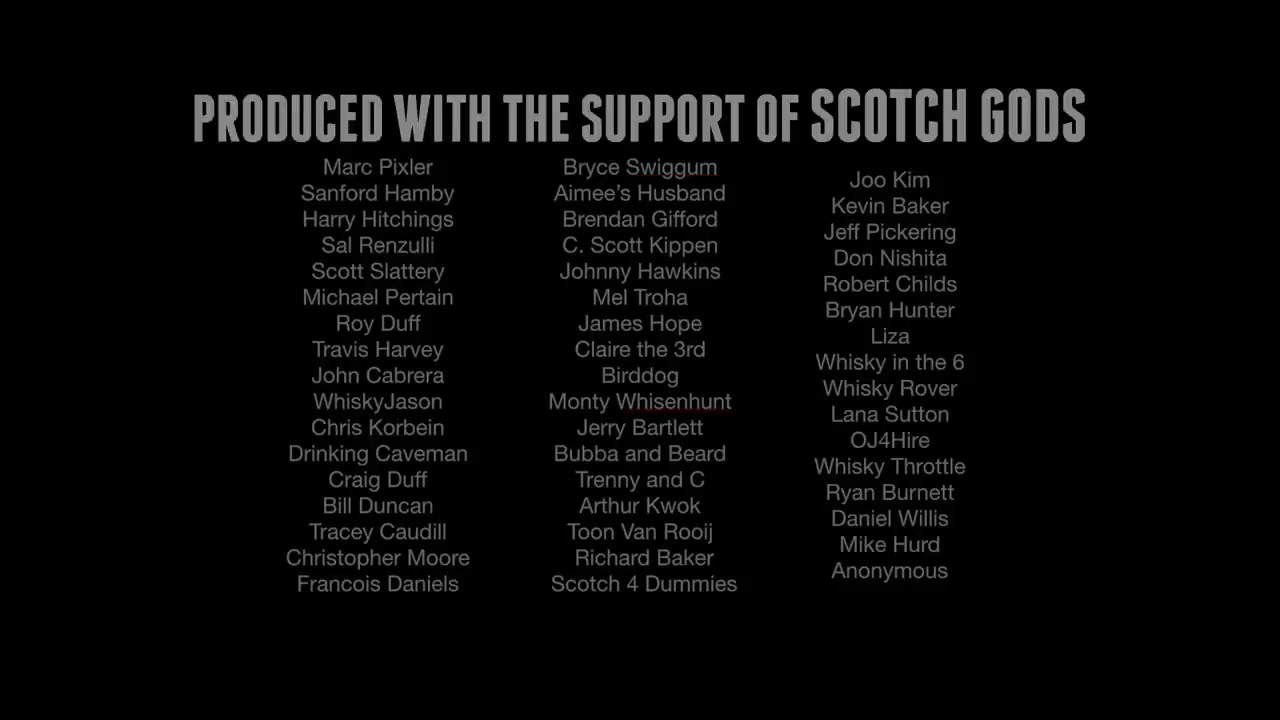 PRODUCED WITH THE SUPPORT OF SCOTCH GODS
Marc Pixler
Sanford Hamby
Harry Hitchings
Sal Renzulli
Scott Slattery
Michael Pertain
Roy Duff
Travis Harvey
John Cabrera
WhiskyJason
Chris Korbein
Drinking Caveman
Craig Duff
Bill Duncan
Tracey Caudill
Christopher Moore
Francois Daniels
Bryce Swiggum
Aimee's Husband
Brendan Gifford
C. Scott Kippen
Johnny Hawkins
Mel Troha
James Hope
Claire the 3rd
Birddog
Monty Whisenhunt
Jerry Bartlett
Bubba and Beard
Trenny and C
Arthur Kwok
Toon Van Rooij
Richard Baker
Scotch 4 Dummies
Joo Kim
Kevin Baker
Jeff Pickering
Don Nishita
Robert Childs
Bryan Hunter
Liza
Whisky in the 6
Whisky Rover
Lana Sutton
OJ4Hire
Whisky Throttle
Ryan Burnett
Daniel Willis
Mike Hurd
Anonymous